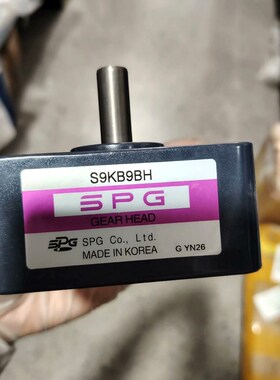 S9KB9BH
SPG
GEAR HEAD
SPG SPG Co., Ltd.
MADE IN KOREA G YN26